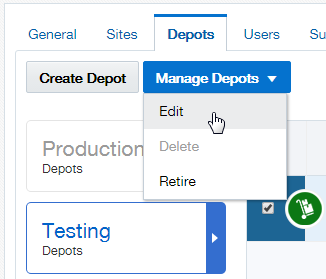 General Sites Depots Users Su
Create Depot Manage Depots
Edit
Delete
Retire
Production
Depots
Testing
Depots